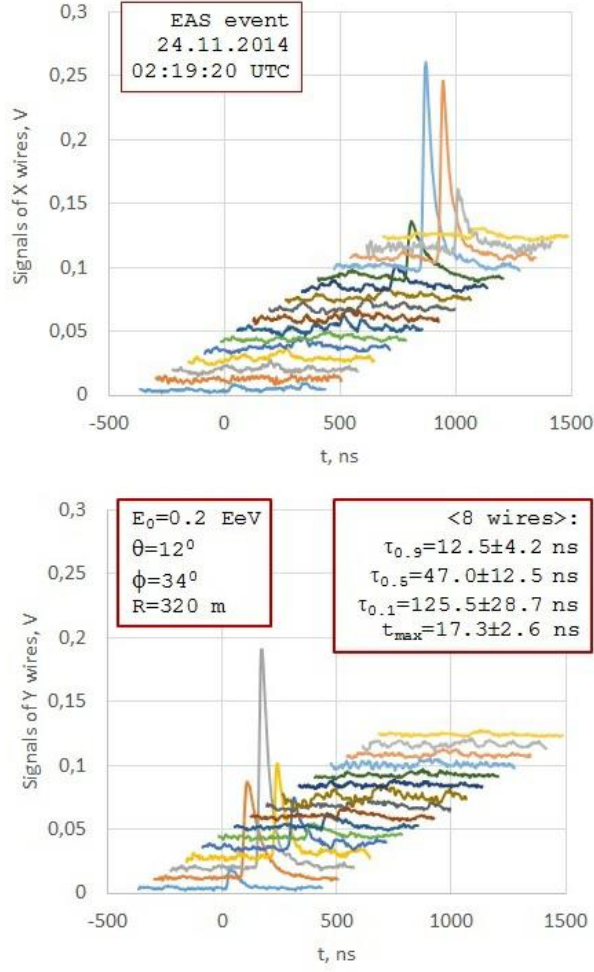 0,3
EAS event
24.11.2014
02:19:20 UTC
0,25
0,2
0,15
0,1
0,05
0
Signals of X wires, V
-500 0 500 1000 1500
t, ns
0,3
E₀=0.2 EeV
θ=12⁰
ϕ=34⁰
R=320 m
<8 wires>:
τ₀.₉=12.5±4.2 ns
τ₀.₅=47.0±12.5 ns
τ₀.₁=125.5±28.7 ns
tmax=17.3±2.6 ns
0,25
0,2
0,15
0,1
0,05
0
Signals of Y wires, V
-500 0 500 1000 1500
t, ns